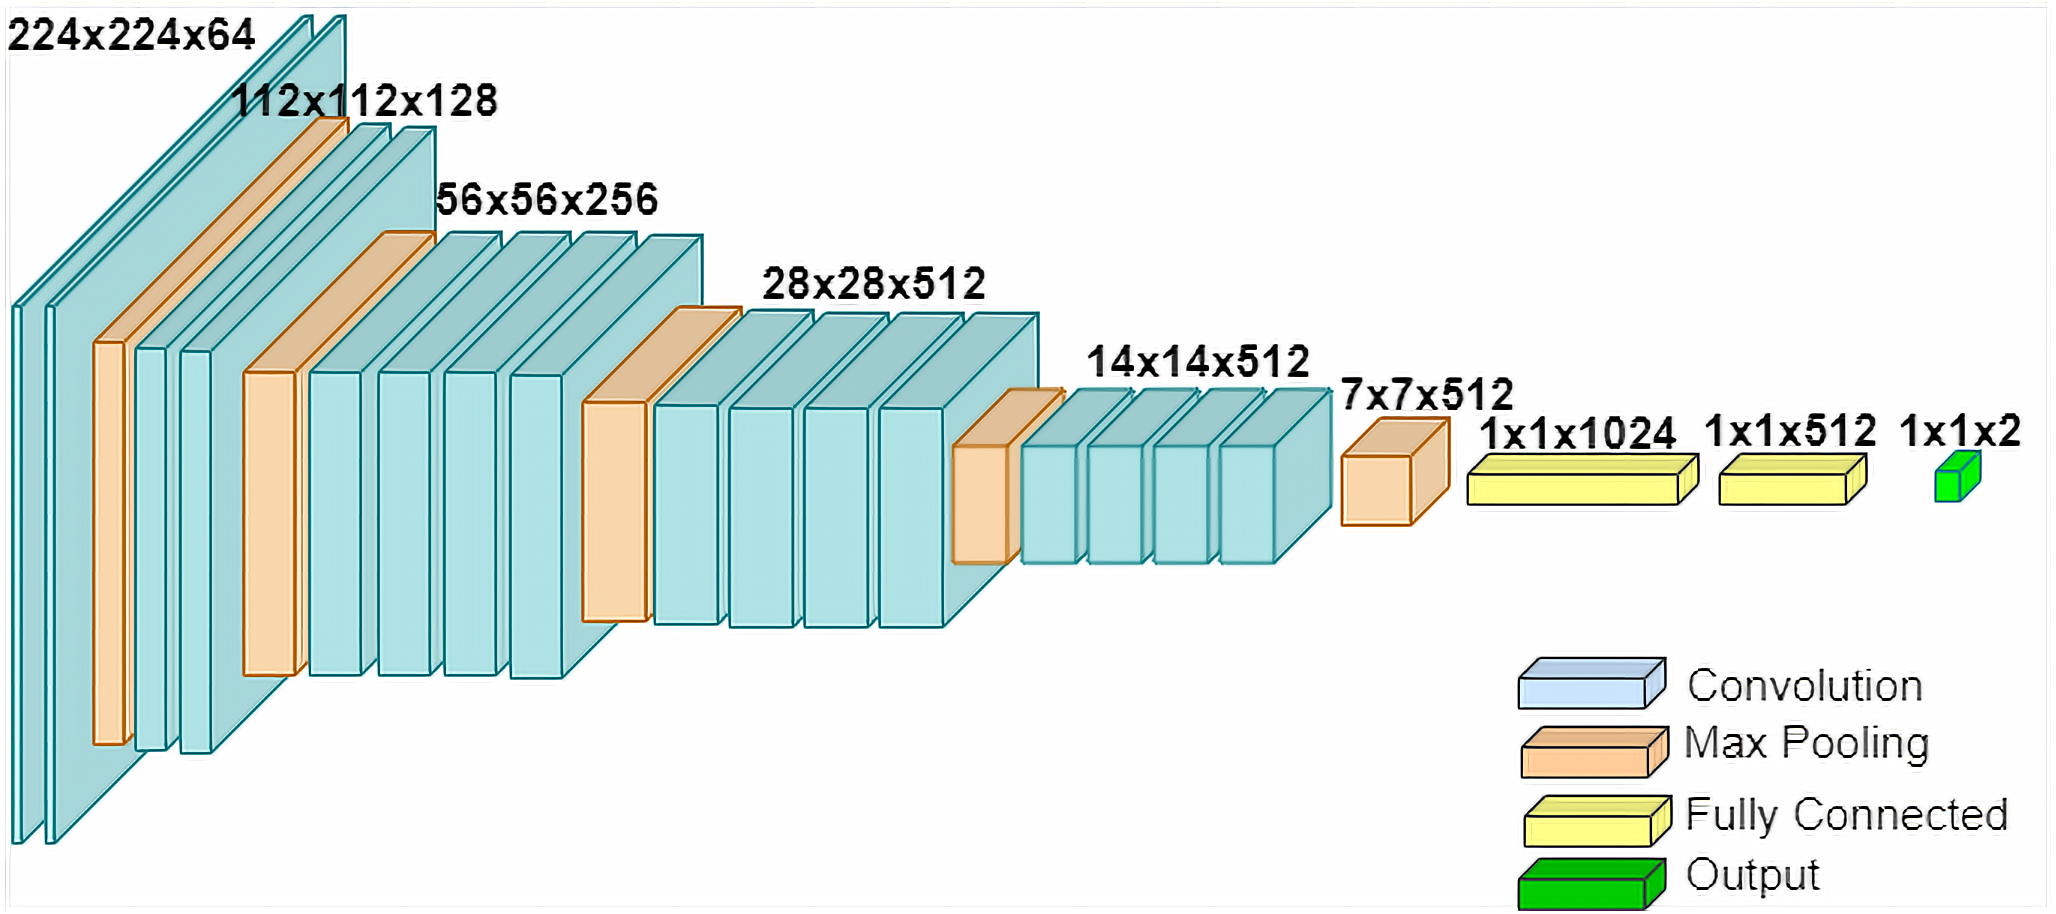 224x224x64
112x112x128
56x56x256
28x28x512
14x14x512
7x7x512
1x1x1024
1x1x512
1x1x2
Convolution
Max Pooling
Fully Connected
Output